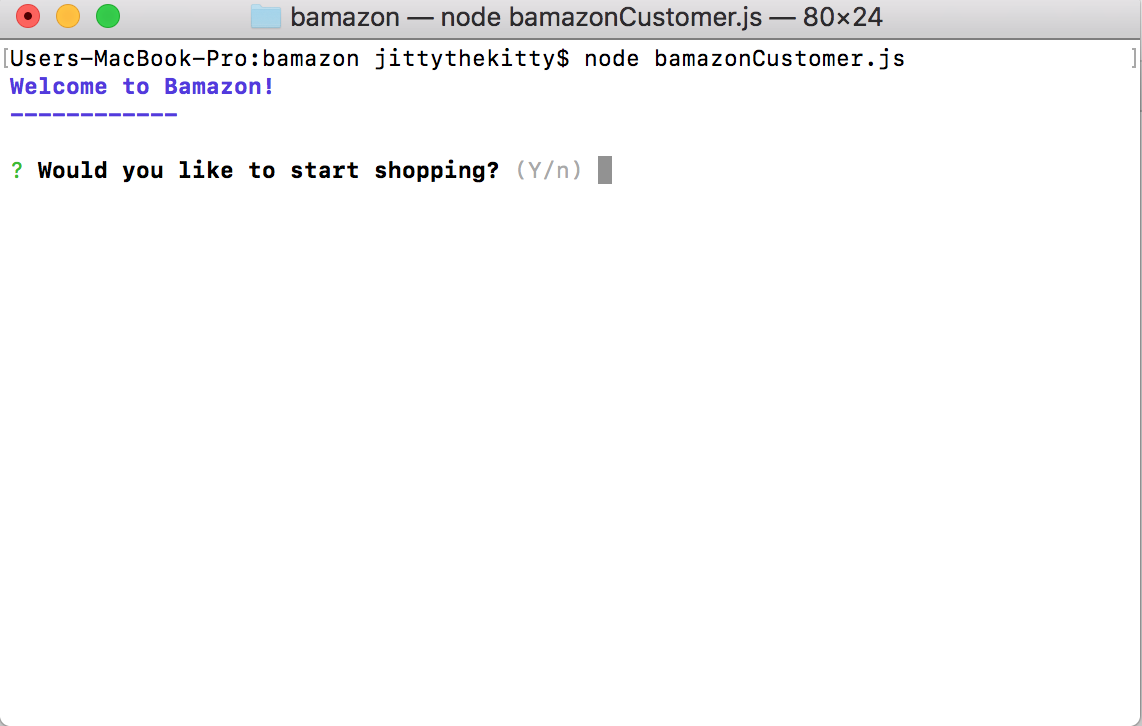 bamazon — node bamazonCustomer.js — 80×24
[Users-MacBook-Pro:bamazon jittythekitty$ node bamazonCustomer.js ]
Welcome to Bamazon!
------------
? Would you like to start shopping? (Y/n)